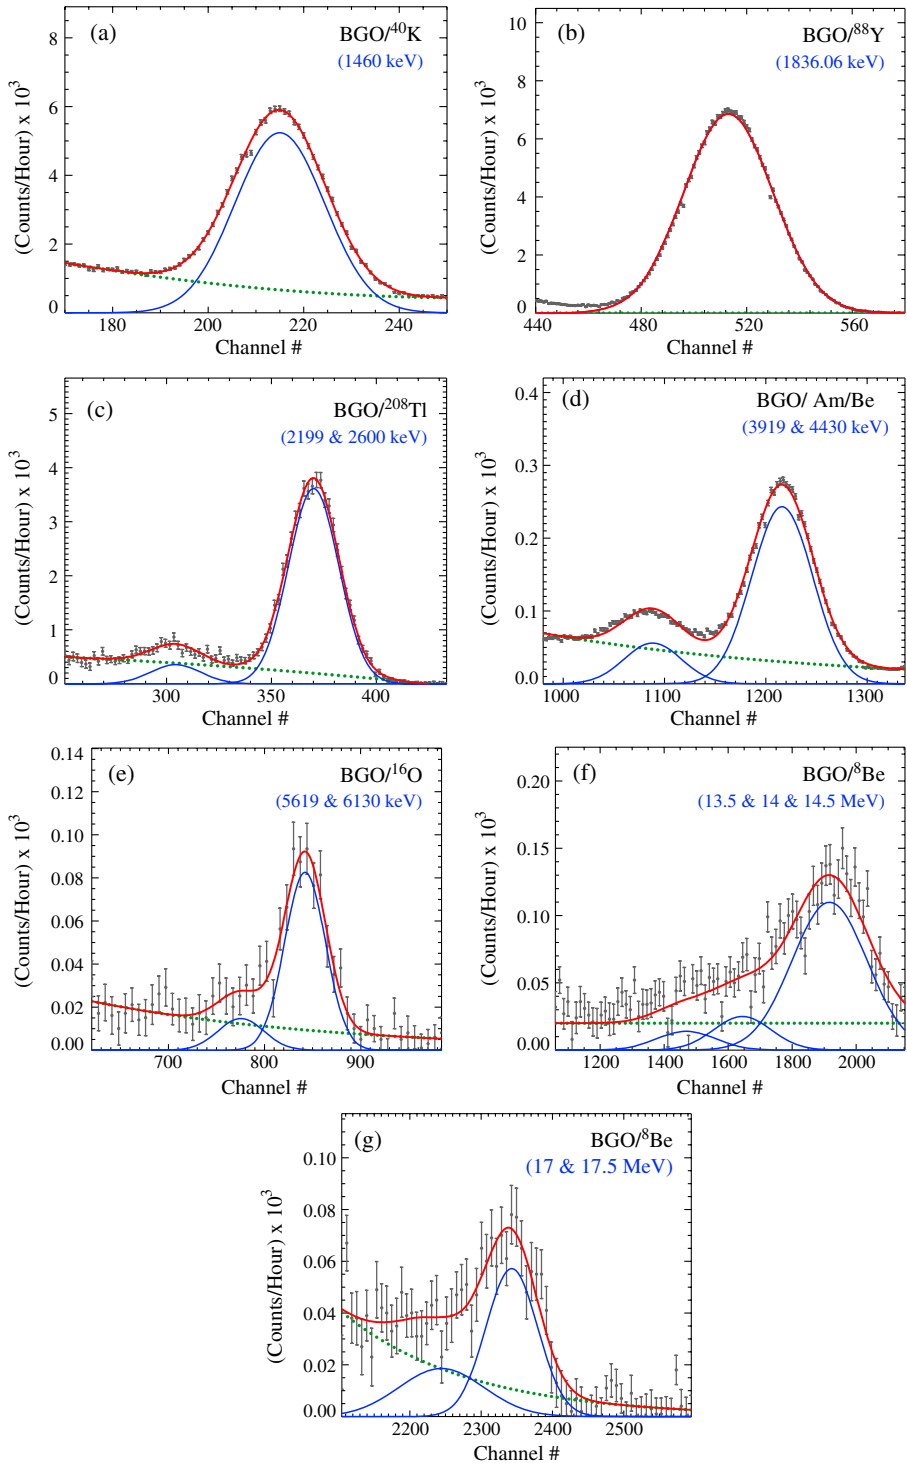 (a)
BGO/⁴⁰K
(1460 keV)
(Counts/Hour) x 10³
8
6
4
2
0
180 200 220 240
Channel #
(b)
BGO/⁸⁸Y
(1836.06 keV)
(Counts/Hour) x 10³
10
8
6
4
2
0
440 480 520 560
Channel #
(c)
BGO/²⁰⁸Tl
(2199 & 2600 keV)
(Counts/Hour) x 10³
5
4
3
2
1
0
300 350 400
Channel #
(d)
BGO/ Am/Be
(3919 & 4430 keV)
(Counts/Hour) x 10³
0.4
0.3
0.2
0.1
0.0
1000 1100 1200 1300
Channel #
(e)
BGO/¹⁶O
(5619 & 6130 keV)
(Counts/Hour) x 10³
0.14
0.12
0.10
0.08
0.06
0.04
0.02
0.00
700 800 900
Channel #
(f)
BGO/⁸Be
(13.5 & 14 & 14.5 MeV)
(Counts/Hour) x 10³
0.20
0.15
0.10
0.05
0.00
1200 1400 1600 1800 2000
Channel #
(g)
BGO/⁸Be
(17 & 17.5 MeV)
(Counts/Hour) x 10³
0.10
0.08
0.06
0.04
0.02
0.00
2200 2300 2400 2500
Channel #